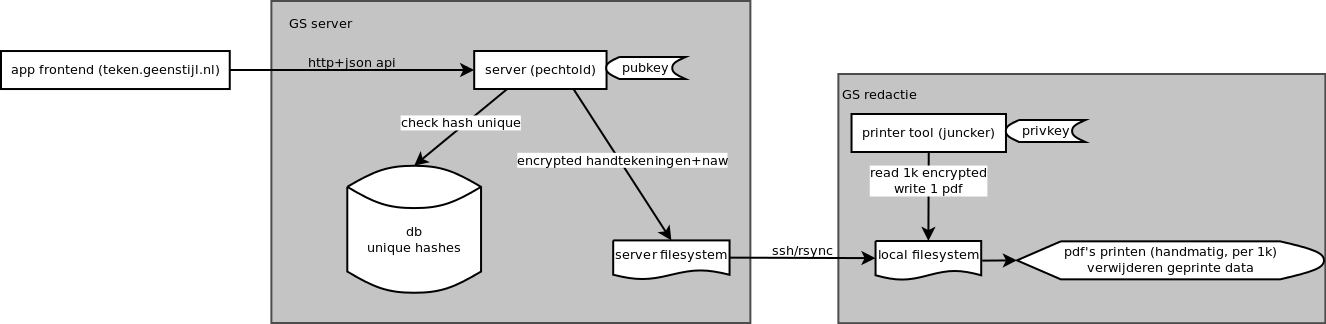 GS server
app frontend (teken.geenstijl.nl)
http+json api
server (pechtold)
pubkey
check hash unique
encrypted handtekeningen+naw
db
unique hashes
server filesystem
ssh/rsync
GS redactie
printer tool (juncker)
privkey
read 1k encrypted
write 1 pdf
local filesystem
pdf's printen (handmatig, per 1k)
verwijderen geprinte data